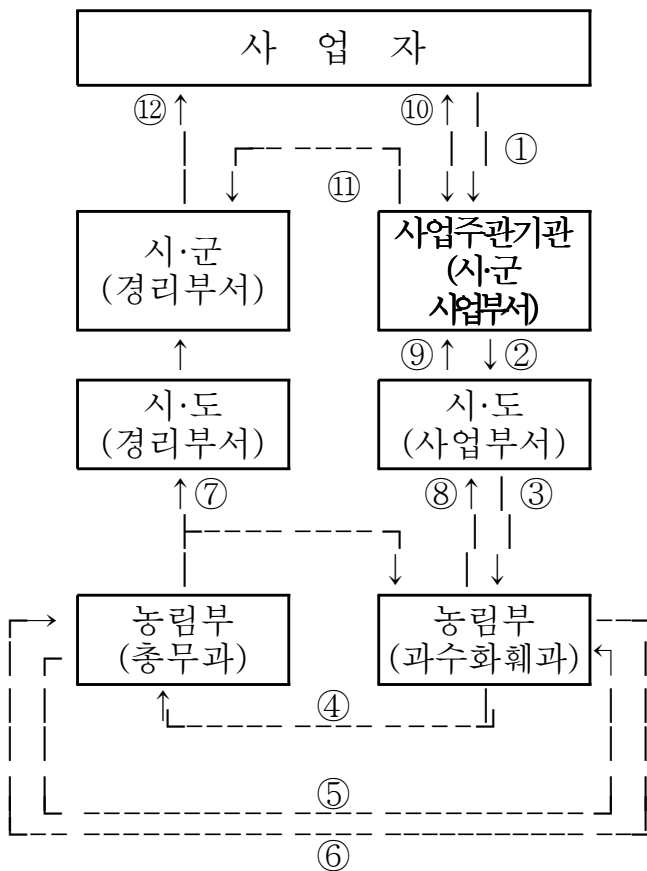 사 업 자
⑫ ⑩ ①
⑪
시·군
(경리부서)
사업주관기관
(시·군
사업부서)
⑨ ②
시·도
(경리부서)
시·도
(사업부서)
⑦ ⑧ ③
농림부
(총무과)
농림부
(과수화훼과)
④
⑤
⑥